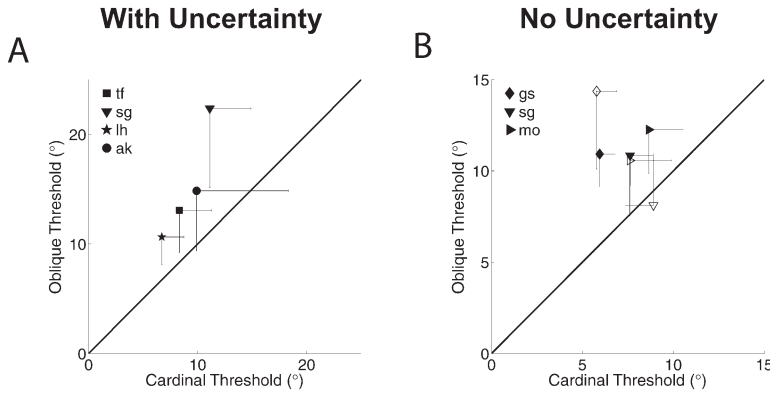 With Uncertainty
A
tf
sg
lh
ak
20
10
0
0
10
20
Oblique Threshold (°)
Cardinal Threshold (°)
No Uncertainty
B
15
gs
sg
mo
10
5
0
0
5
10
15
Oblique Threshold (°)
Cardinal Threshold (°)